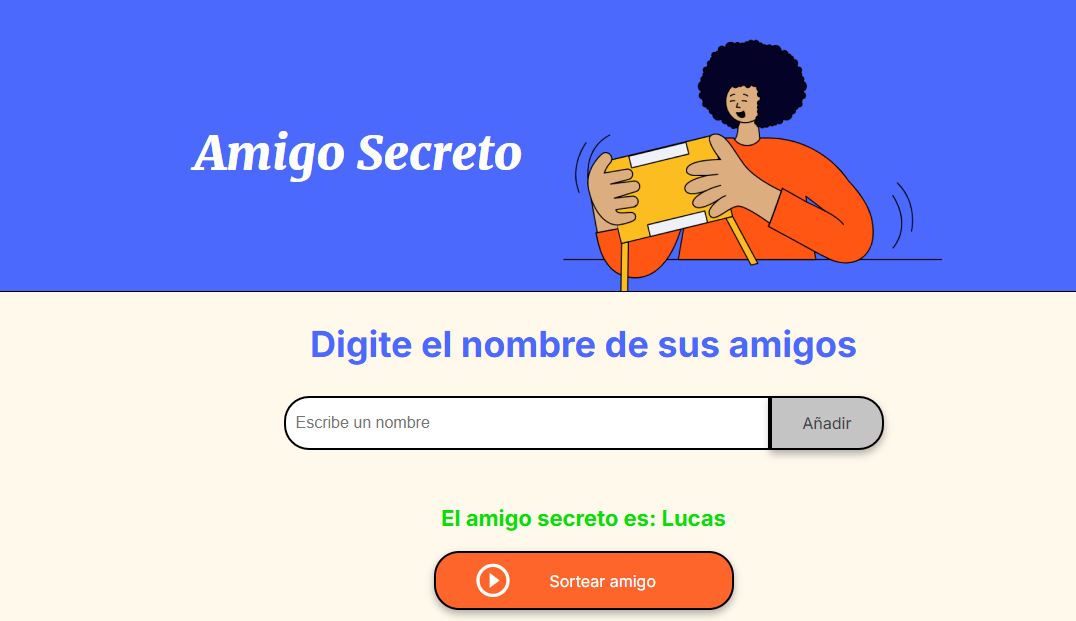 Amigo Secreto
Digite el nombre de sus amigos
Escribe un nombre
Añadir
El amigo secreto es: Lucas
Sortear amigo